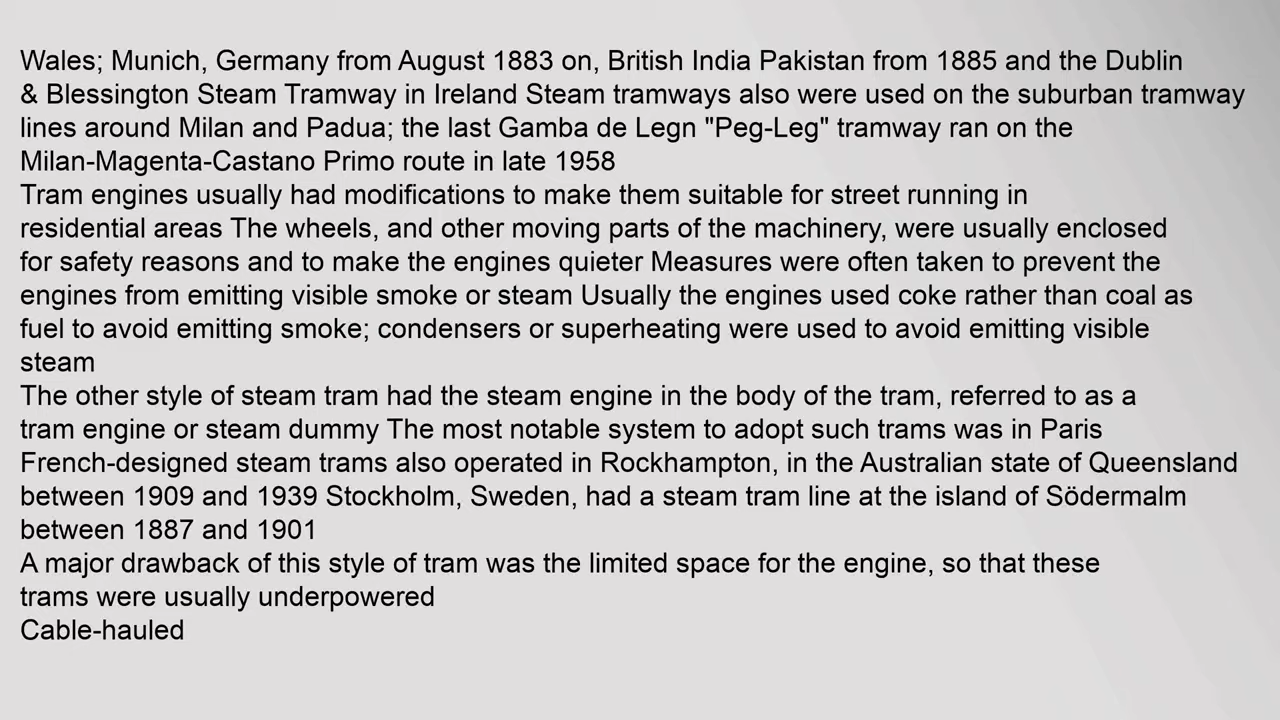 Wales; Munich, Germany from August 1883 on, British India Pakistan from 1885 and the Dublin
& Blessington Steam Tramway in Ireland Steam tramways also were used on the suburban tramway
lines around Milan and Padua; the last Gamba de Legn "Peg-Leg" tramway ran on the
Milan-Magenta-Castano Primo route in late 1958
Tram engines usually had modifications to make them suitable for street running in
residential areas The wheels, and other moving parts of the machinery, were usually enclosed
for safety reasons and to make the engines quieter Measures were often taken to prevent the
engines from emitting visible smoke or steam Usually the engines used coke rather than coal as
fuel to avoid emitting smoke; condensers or superheating were used to avoid emitting visible
steam
The other style of steam tram had the steam engine in the body of the tram, referred to as a
tram engine or steam dummy The most notable system to adopt such trams was in Paris
French-designed steam trams also operated in Rockhampton, in the Australian state of Queensland
between 1909 and 1939 Stockholm, Sweden, had a steam tram line at the island of Södermalm
between 1887 and 1901
A major drawback of this style of tram was the limited space for the engine, so that these
trams were usually underpowered
Cable-hauled